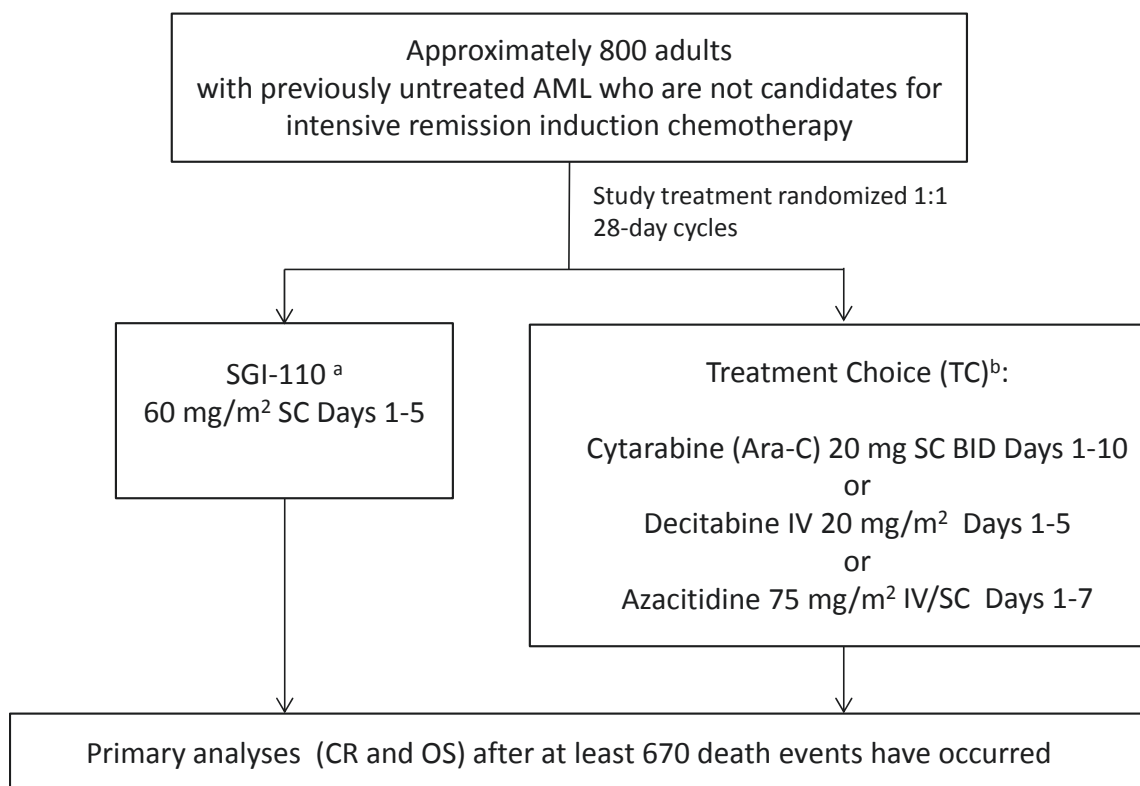 Approximately 800 adults
with previously untreated AML who are not candidates for
intensive remission induction chemotherapy
Study treatment randomized 1:1
28-day cycles
SGI-110 ᵃ
60 mg/m² SC Days 1-5
Treatment Choice (TC)ᵇ:
Cytarabine (Ara-C) 20 mg SC BID Days 1-10
or
Decitabine IV 20 mg/m² Days 1-5
or
Azacitidine 75 mg/m² IV/SC Days 1-7
Primary analyses (CR and OS) after at least 670 death events have occurred